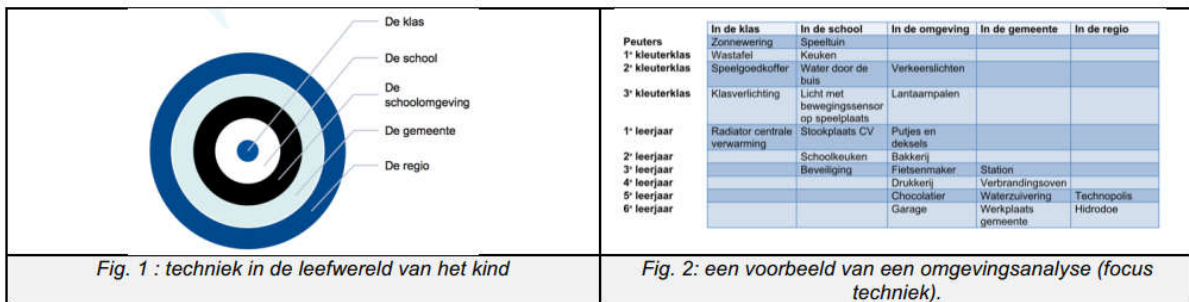 De klas
De school
De
schoolomgeving
De gemeente
De regio
In de klas In de school In de omgeving In de gemeente In de regio
Peuters Zonnewering Speeltuin
1e kleuterklas Wastafel Keuken
2e kleuterklas Speelgoedkoffer Water door de Verkeerslichten
buis
3e kleuterklas Klasverlichting Licht met Lantaarnpalen
bewegingssensor
op speelplaats
1e leerjaar Radiator centrale Stookplaats CV Putjes en
verwarming deksels
2e leerjaar Schoolkeuken Bakkerij
3e leerjaar Beveiliging Fietsenmaker Station
4e leerjaar Drukkerij Verbrandingsoven
5e leerjaar Chocolatier Waterzuivering Technopolis
6e leerjaar Garage Werkplaats Hidrodoe
gemeente
Fig. 1 : techniek in de leefwereld van het kind
Fig. 2: een voorbeeld van een omgevingsanalyse (focus
techniek).